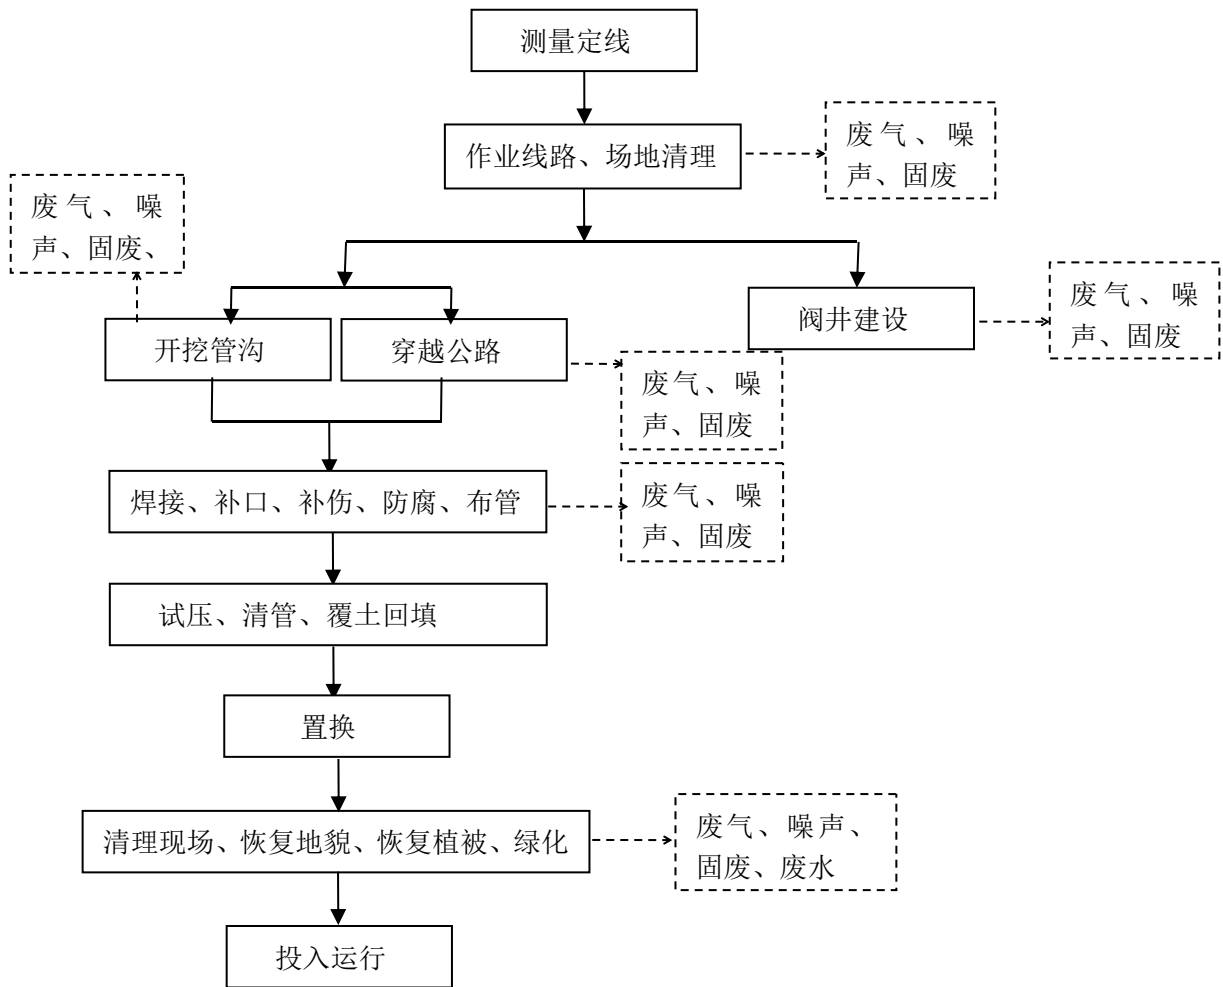 测量定线
废气、噪
声、固废
作业线路、场地清理
废气、噪
声、固废、
废气、噪
声、固废
阀井建设
开挖管沟
穿越公路
废气、噪
声、固废
焊接、补口、补伤、防腐、布管
废气、噪
声、固废
试压、清管、覆土回填
置换
清理现场、恢复地貌、恢复植被、绿化
废气、噪声、
固废、废水
投入运行